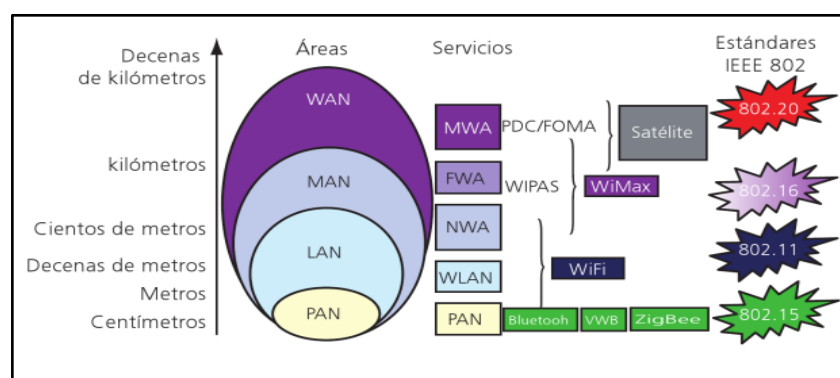 Decenas
de kilómetros
kilómetros
Cientos de metros
Decenas de metros
Metros
Centímetros
Áreas
WAN
MAN
LAN
PAN
Servicios
MWA
FWA
NWA
WLAN
PAN
PDC/FOMA
WIPAS
Satélite
WiMax
WiFi
Bluetooh
VWB
ZigBee
Estándares
IEEE 802
802.20
802.16
802.11
802.15